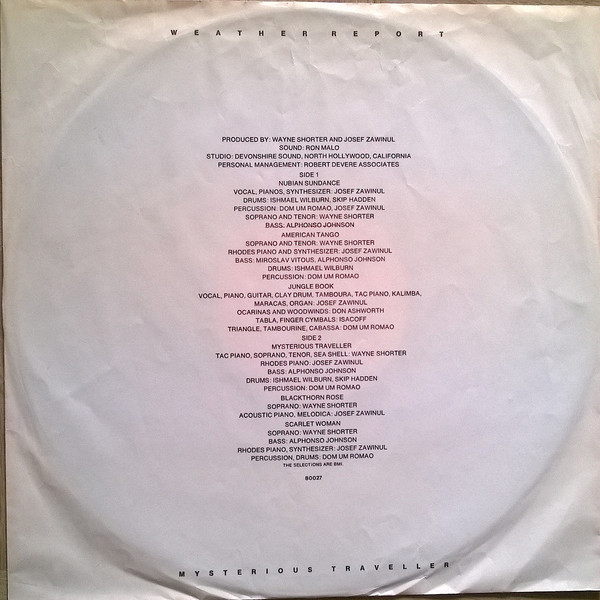 WEATHER REPORT
PRODUCED BY: WAYNE SHORTER AND JOSEF ZAWINUL
SOUND: RON MALO
STUDIO: DEVONSHIRE SOUND, NORTH HOLLYWOOD, CALIFORNIA
PERSONAL MANAGEMENT: ROBERT DEVERE ASSOCIATES
SIDE 1
NUBIAN SUNDANCE
VOCAL, PIANOS, SYNTHESIZER: JOSEF ZAWINUL
DRUMS: ISHMAEL WILBURN, SKIP HADDEN
PERCUSSION: DOM UM ROMAO, JOSEF ZAWINUL
SOPRANO AND TENOR: WAYNE SHORTER
BASS: ALPHONSO JOHNSON
AMERICAN TANGO
SOPRANO AND TENOR: WAYNE SHORTER
RHODES PIANO AND SYNTHESIZER: JOSEF ZAWINUL
BASS: MIROSLAV VITOUS, ALPHONSO JOHNSON
DRUMS: ISHMAEL WILBURN
PERCUSSION: DOM UM ROMAO
JUNGLE BOOK
VOCAL, PIANO, GUITAR, CLAY DRUM, TAMBOURA, TAC PIANO, KALIMBA,
MARACAS, ORGAN: JOSEF ZAWINUL
OCARINAS AND WOODWINDS: DON ASHWORTH
TABLA, FINGER CYMBALS: ISACOFF
TRIANGLE, TAMBOURINE, CABASSA: DOM UM ROMAO
SIDE 2
MYSTERIOUS TRAVELLER
TAC PIANO, SOPRANO, TENOR, SEA SHELL: WAYNE SHORTER
RHODES PIANO: JOSEF ZAWINUL
BASS: ALPHONSO JOHNSON
DRUMS: ISHMAEL WILBURN, SKIP HADDEN
PERCUSSION: DOM UM ROMAO
BLACKTHORN ROSE
SOPRANO: WAYNE SHORTER
ACOUSTIC PIANO, MELODICA: JOSEF ZAWINUL
SCARLET WOMAN
SOPRANO: WAYNE SHORTER
BASS: ALPHONSO JOHNSON
RHODES PIANO, SYNTHESIZER: JOSEF ZAWINUL
PERCUSSION, DRUMS: DOM UM ROMAO
THE SELECTIONS ARE BMI.
80027
MYSTERIOUS TRAVELLER